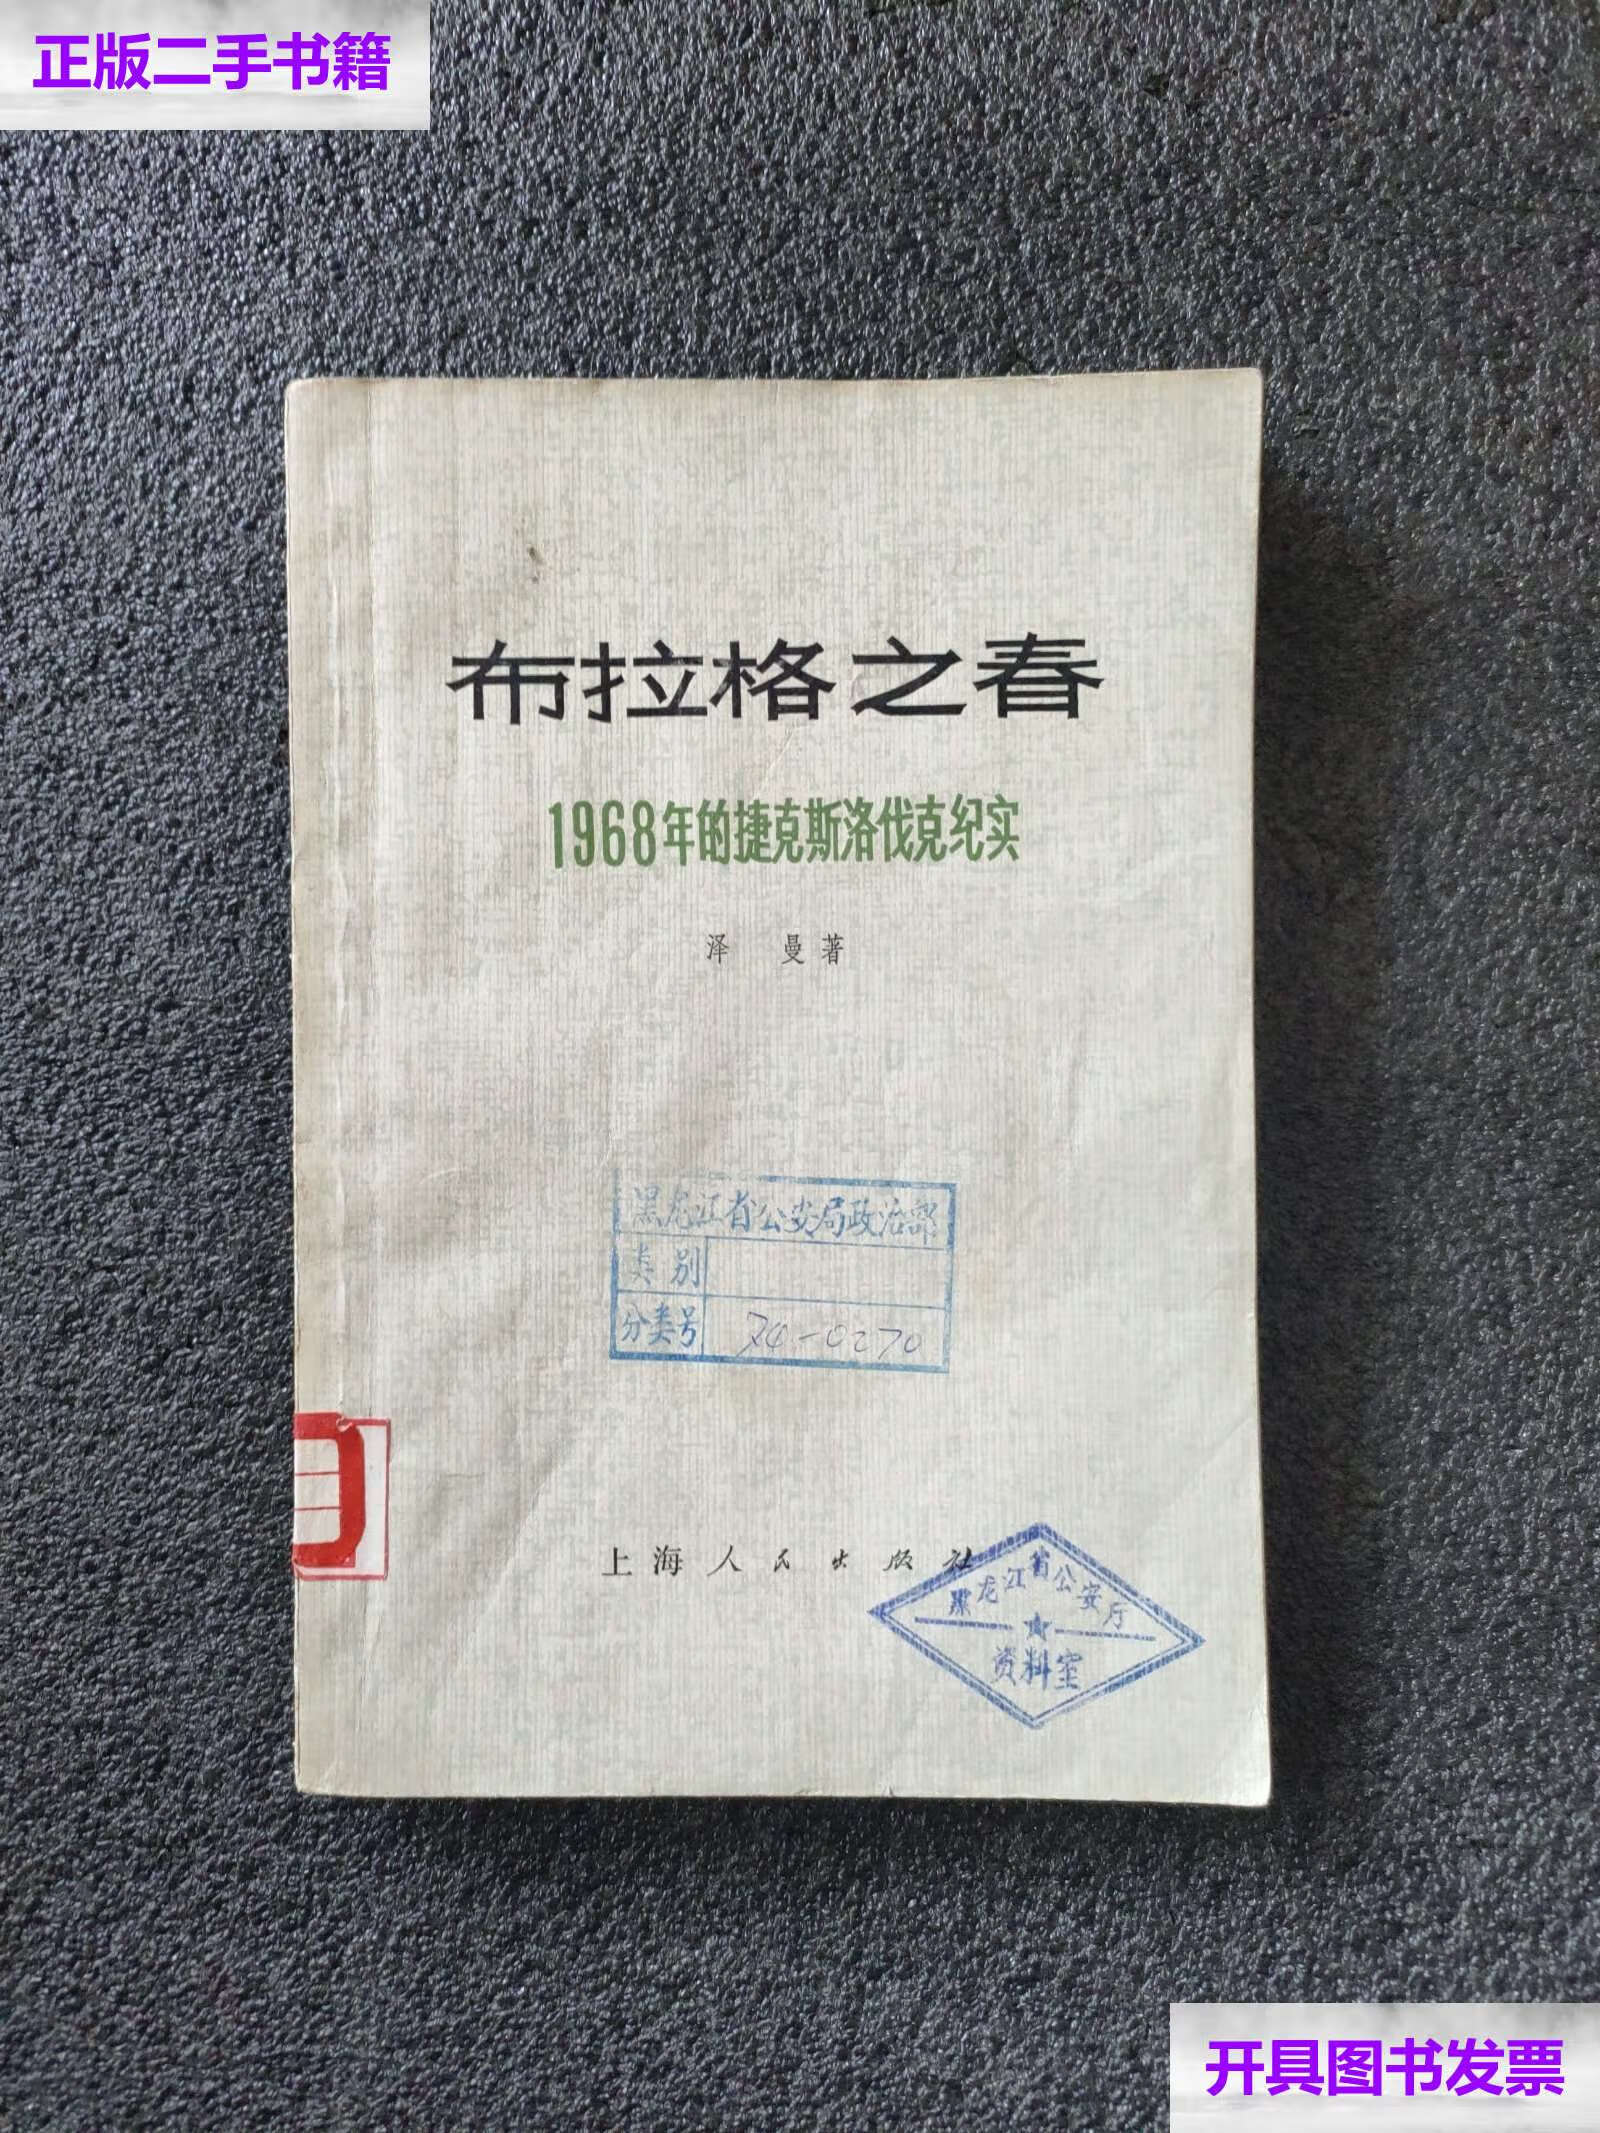 正版二手书籍
布拉格之春
1968年的捷克斯洛伐克纪实
泽 曼 著
黑龙江省公安局政治部
类别
分类号 74-0270
上海人民出版社
黑龙江省公安厅
资料室
开具图书发票